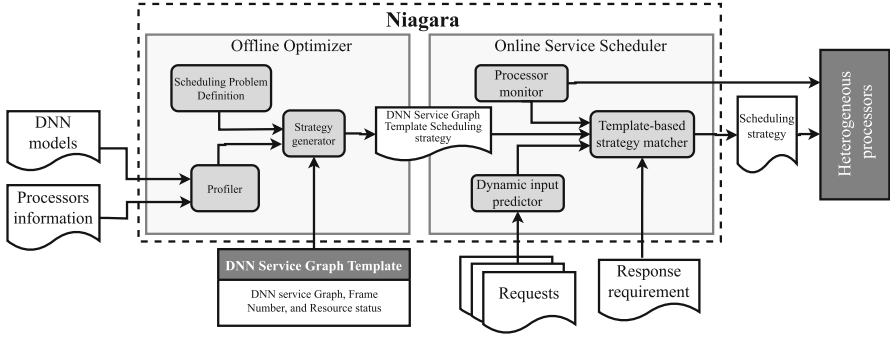 Niagara
Offline Optimizer
Online Service Scheduler
Scheduling Problem
Definition
Strategy
generator
Profiler
DNN
models
Processors
information
DNN Service Graph Template
DNN service Graph, Frame
Number, and Resource status
DNN Service Graph
Template Scheduling
strategy
Processor
monitor
Template-based
strategy matcher
Dynamic input
predictor
Requests
Response
requirement
Scheduling
strategy
Heterogeneous
processors